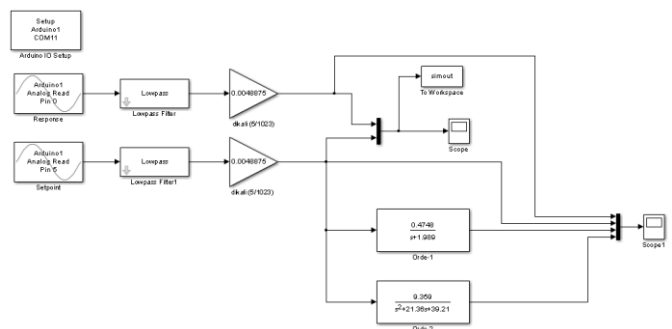 Setup
Arduino1
COM11
Arduino IO Setup
Arduino1
Analog Read
Pin 0
Response
Lowpass
Lowpass Filter
0.0048875
dikali (5/1023)
simout
To Workspace
Scope
Arduino1
Analog Read
Pin 5
Setpoint
Lowpass
Lowpass Filter1
0.0048875
dikali (5/1023)
0.4748
s+1.989
Orde-1
Scope1
9.359
s²+21.36s+39.21
Orde-2